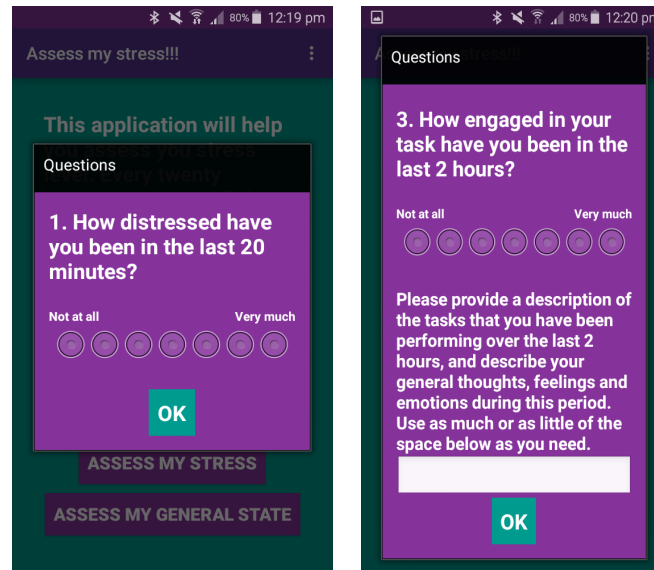 80% 12:19 pm
Assess my stress!!!
This application will help
you assess you stress
level. Every twenty
Questions
1. How distressed have
you been in the last 20
minutes?
Not at all Very much
OK
ASSESS MY STRESS
ASSESS MY GENERAL STATE
80% 12:20 pm
Questions
3. How engaged in your
task have you been in the
last 2 hours?
Not at all Very much
Please provide a description of
the tasks that you have been
performing over the last 2
hours, and describe your
general thoughts, feelings and
emotions during this period.
Use as much or as little of the
space below as you need.
OK